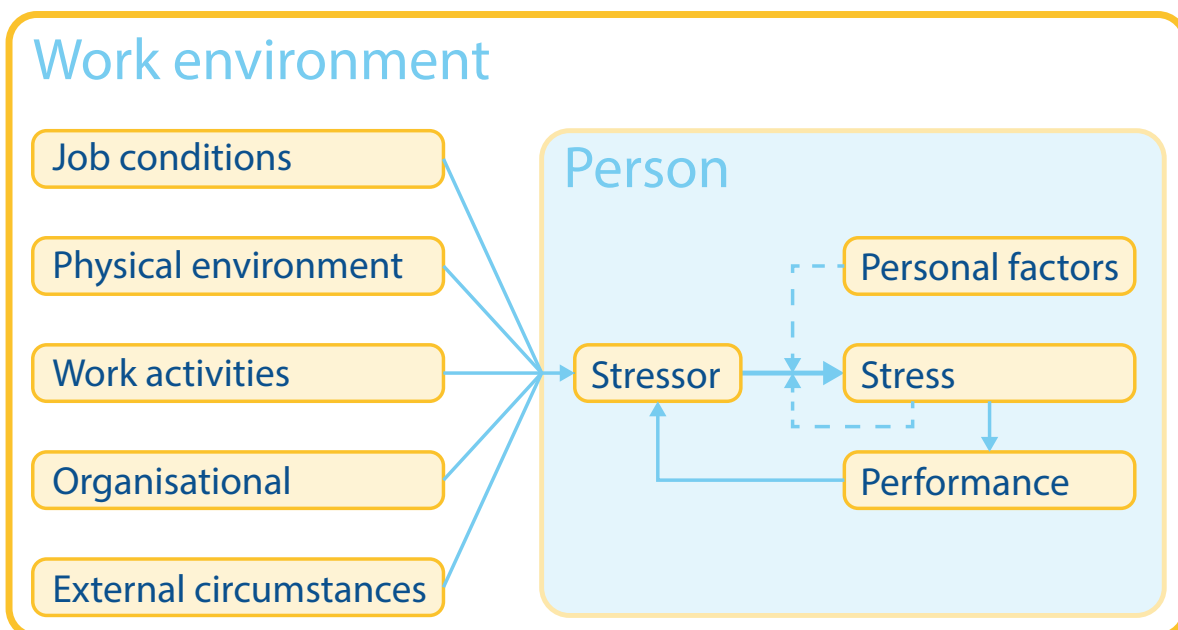 Work environment
Job conditions
Physical environment
Work activities
Organisational
External circumstances
Person
Personal factors
Stressor
Stress
Performance